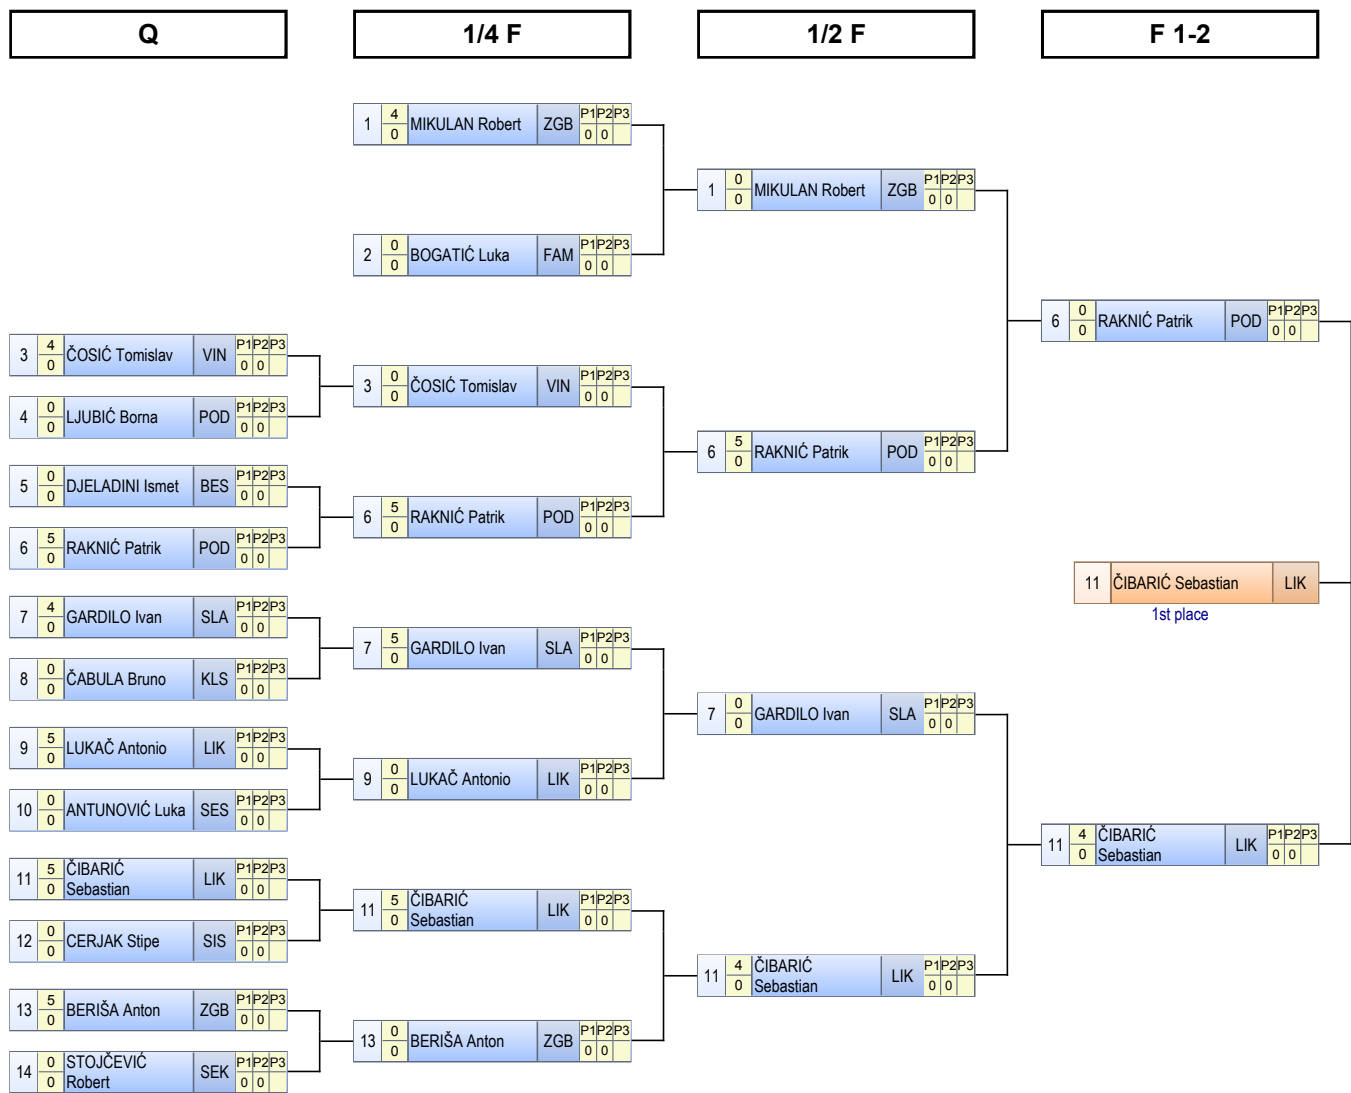 Q
1/4 F
1/2 F
F 1-2
1 4 0 MIKULAN Robert ZGB P1 P2 P3 0 0
2 0 0 BOGATIĆ Luka FAM P1 P2 P3 0 0
1 0 0 MIKULAN Robert ZGB P1 P2 P3 0 0
3 4 0 ČOSIĆ Tomislav VIN P1 P2 P3 0 0
4 0 0 LJUBIĆ Borna POD P1 P2 P3 0 0
5 0 0 DJELADINI Ismet BES P1 P2 P3 0 0
6 5 0 RAKNIĆ Patrik POD P1 P2 P3 0 0
7 4 0 GARDILO Ivan SLA P1 P2 P3 0 0
8 0 0 ČABULA Bruno KLS P1 P2 P3 0 0
9 5 0 LUKAČ Antonio LIK P1 P2 P3 0 0
10 0 0 ANTUNOVIĆ Luka SES P1 P2 P3 0 0
11 5 0 ČIBARIĆ
Sebastian LIK P1 P2 P3 0 0
12 0 0 CERJAK Stipe SIS P1 P2 P3 0 0
13 5 0 BERIŠA Anton ZGB P1 P2 P3 0 0
14 0 0 STOJČEVIĆ
Robert SEK P1 P2 P3 0 0
3 0 0 ČOSIĆ Tomislav VIN P1 P2 P3 0 0
6 5 0 RAKNIĆ Patrik POD P1 P2 P3 0 0
7 5 0 GARDILO Ivan SLA P1 P2 P3 0 0
9 0 0 LUKAČ Antonio LIK P1 P2 P3 0 0
11 5 0 ČIBARIĆ
Sebastian LIK P1 P2 P3 0 0
13 0 0 BERIŠA Anton ZGB P1 P2 P3 0 0
6 5 0 RAKNIĆ Patrik POD P1 P2 P3 0 0
7 0 0 GARDILO Ivan SLA P1 P2 P3 0 0
11 4 0 ČIBARIĆ
Sebastian LIK P1 P2 P3 0 0
6 0 0 RAKNIĆ Patrik POD P1 P2 P3 0 0
11 ČIBARIĆ Sebastian LIK
1st place
11 4 0 ČIBARIĆ
Sebastian LIK P1 P2 P3 0 0